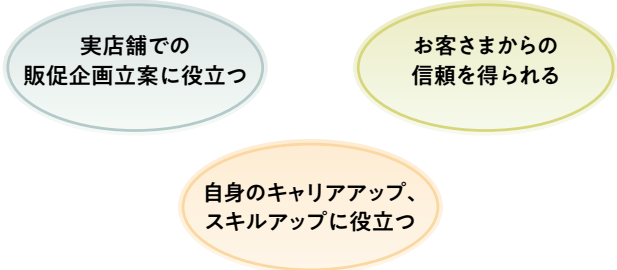 実店舗での
販促企画立案に役立つ
お客さまからの
信頼を得られる
自身のキャリアアップ、
スキルアップに役立つ